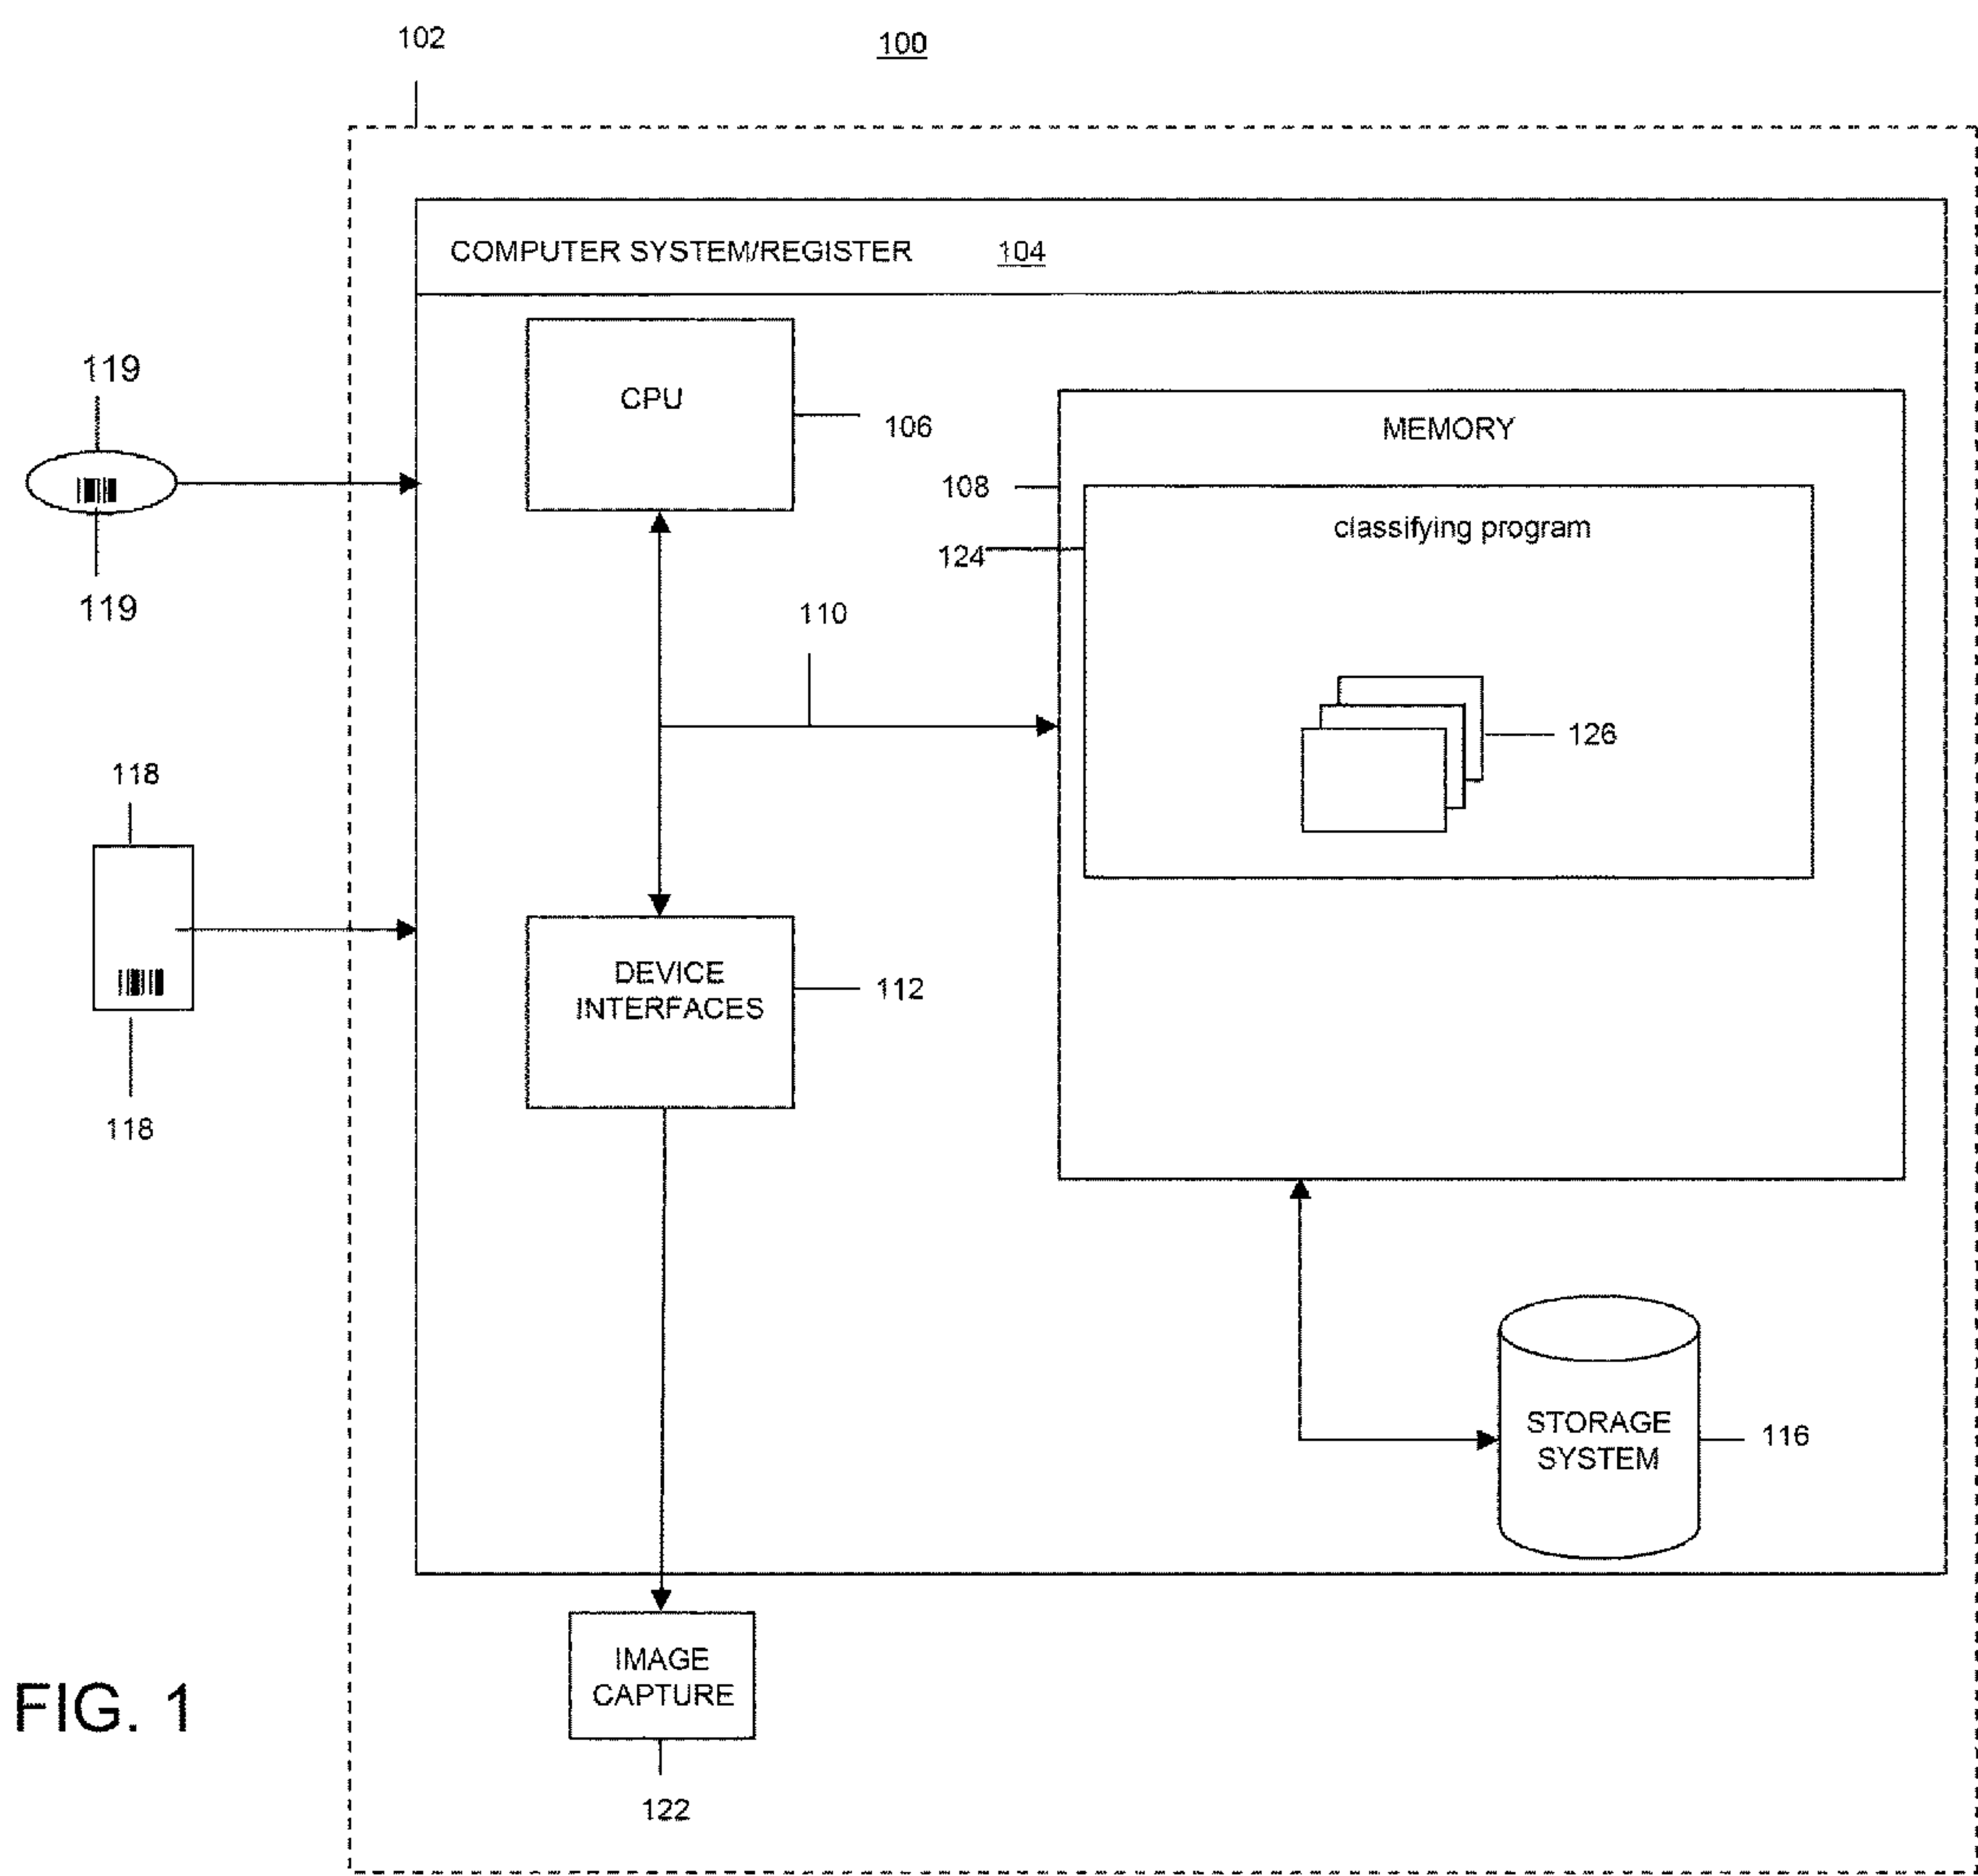 102
100
COMPUTER SYSTEM/REGISTER 104
119
CPU
106
MEMORY
108
classifying program
124
119
110
126
118
DEVICE
INTERFACES
112
118
STORAGE
SYSTEM
116
IMAGE
CAPTURE
FIG. 1
122